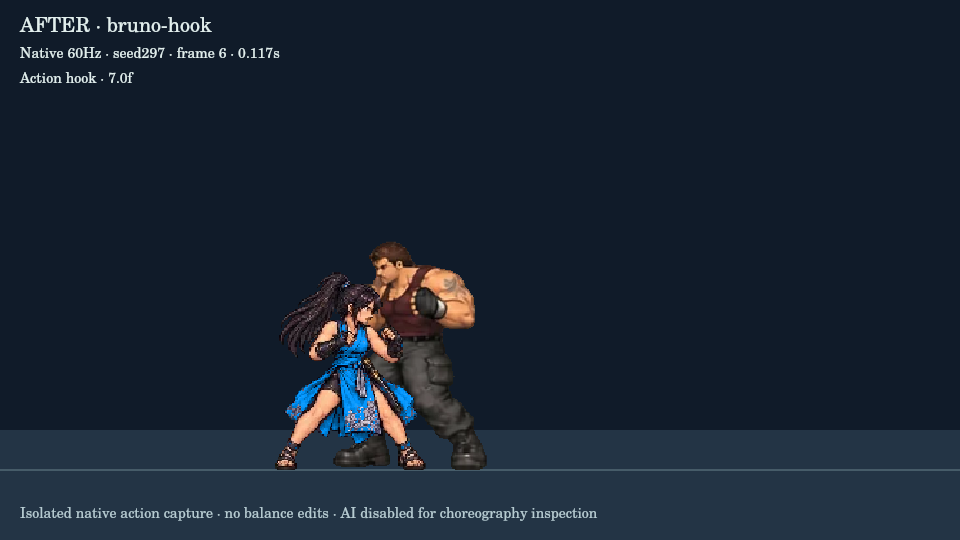 AFTER · bruno-hook
Native 60Hz · seed297 · frame 6 · 0.117s
Action hook · 7.0f
Isolated native action capture · no balance edits · AI disabled for choreography inspection